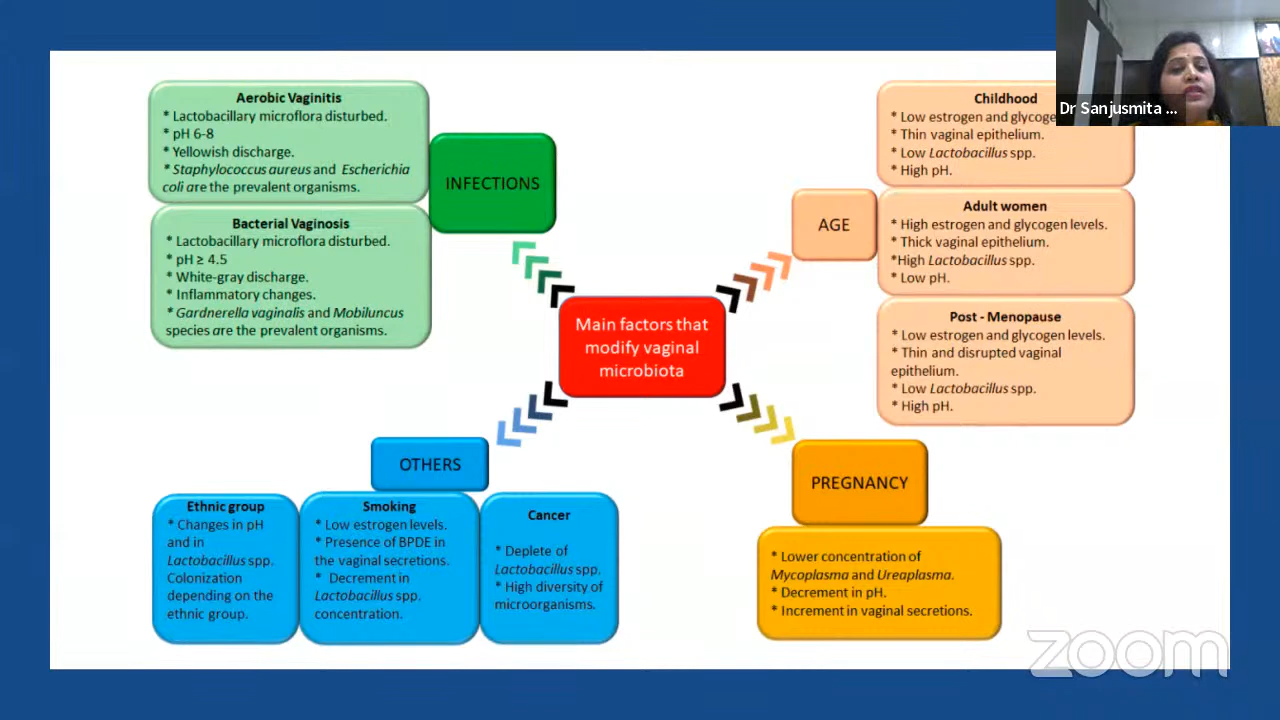 Aerobic Vaginitis
* Lactobacillary microflora disturbed.
* pH 6-8
* Yellowish discharge.
* Staphylococcus aureus and Escherichia
coli are the prevalent organisms.
Bacterial Vaginosis
* Lactobacillary microflora disturbed.
* pH ≥ 4.5
* White-gray discharge.
* Inflammatory changes.
* Gardnerella vaginalis and Mobiluncus
species are the prevalent organisms.
INFECTIONS
Main factors that
modify vaginal
microbiota
AGE
Childhood
* Low estrogen and
* Thin vaginal epithelium.
* Low Lactobacillus spp.
* High pH.
Adult women
* High estrogen and glycogen levels.
* Thick vaginal epithelium.
*High Lactobacillus spp.
* Low pH.
Post - Menopause
* Low estrogen and glycogen levels.
* Thin and disrupted vaginal
epithelium.
* Low Lactobacillus spp.
* High pH.
Dr Sanjusmita ...
OTHERS
Ethnic group
* Changes in pH
and in
Lactobacillus spp.
Colonization
depending on the
ethnic group.
Smoking
* Low estrogen levels.
* Presence of BPDE in
the vaginal secretions.
* Decrement in
Lactobacillus spp.
concentration.
Cancer
* Deplete of
Lactobacillus spp.
* High diversity of
microorganisms.
PREGNANCY
* Lower concentration of
Mycoplasma and Ureaplasma.
* Decrement in pH.
* Increment in vaginal secretions.
zoom